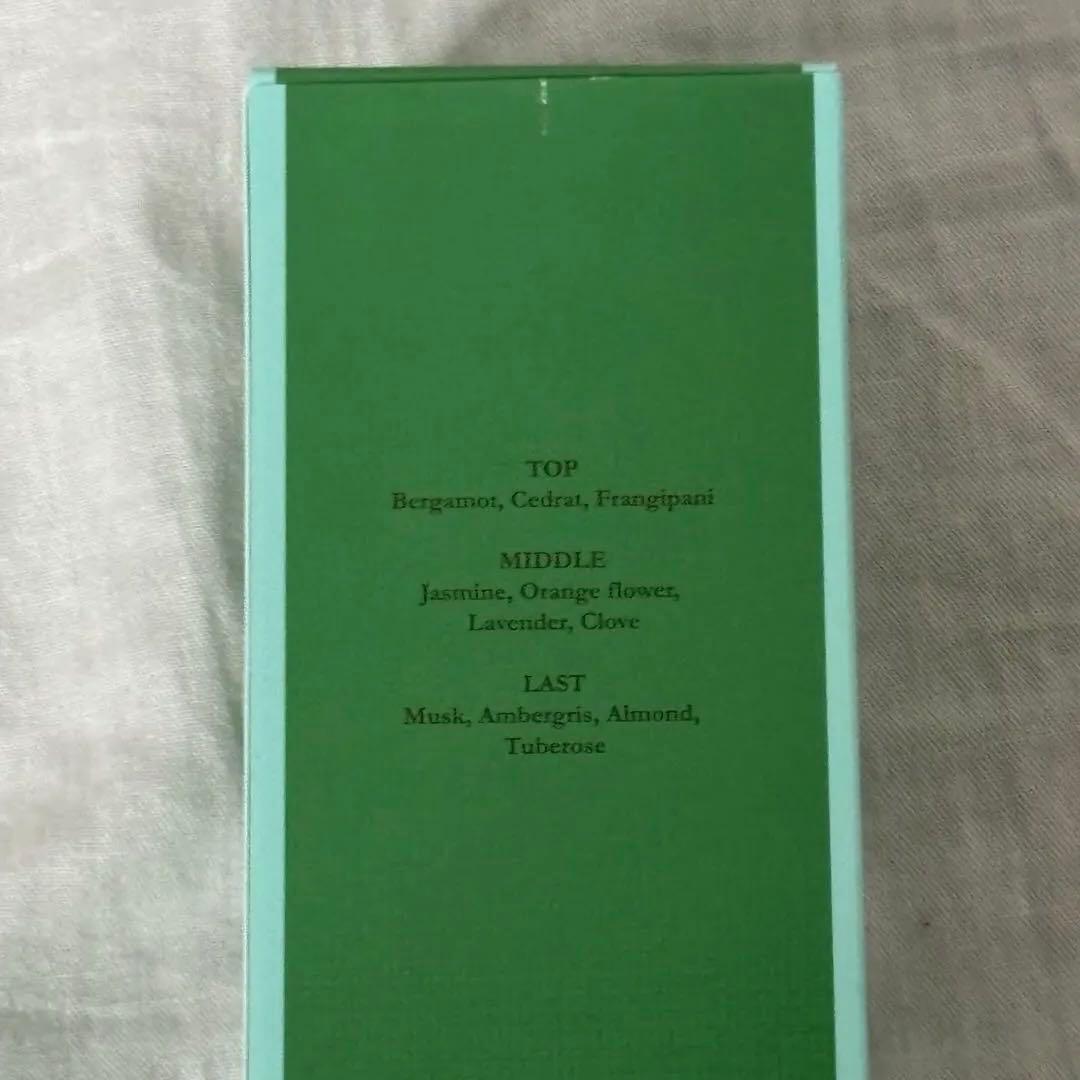 TOP
Bergamot, Cedrat, Frangipani
MIDDLE
Jasmine, Orange flower,
Lavender, Clove
LAST
Musk, Ambergris, Almond,
Tuberose